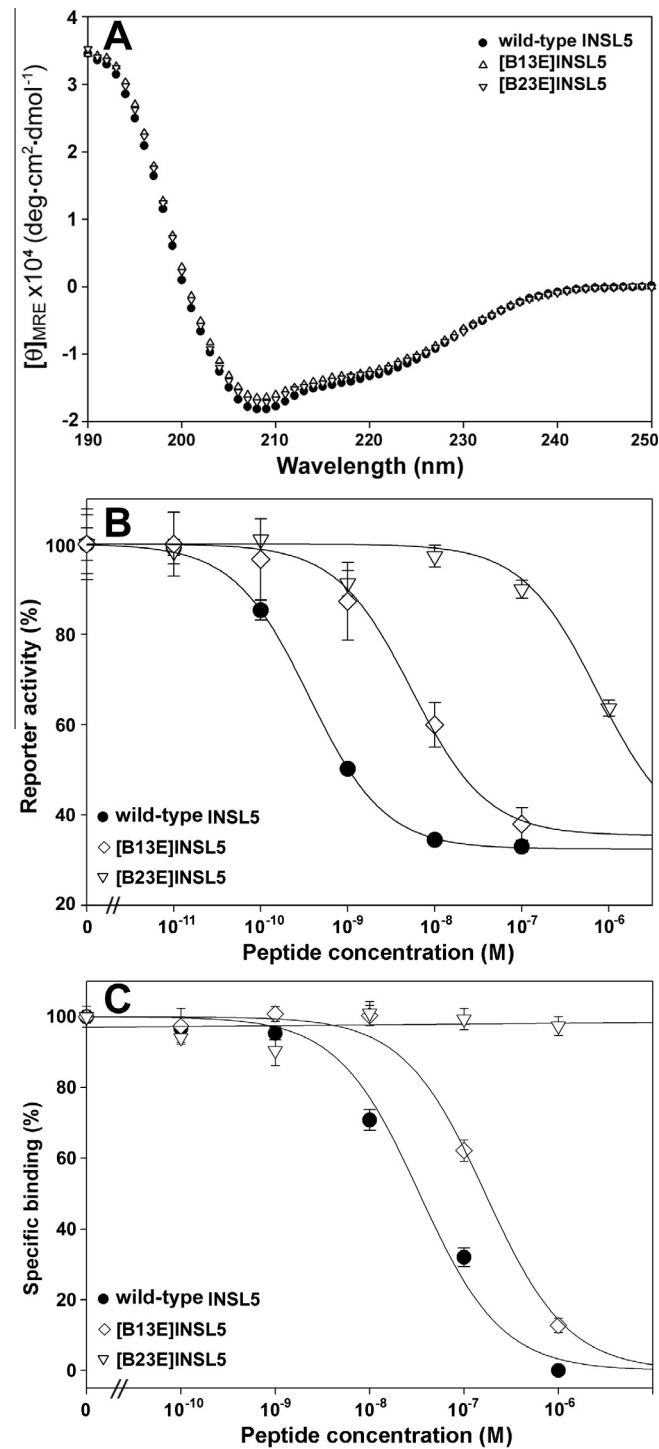 A
wild-type INSL5
[B13E]INSL5
[B23E]INSL5
[θ]MRE x10⁴ (deg·cm²·dmol⁻¹)
4
3
2
1
0
-1
-2
190 200 210 220 230 240 250
Wavelength (nm)
B
Reporter activity (%)
100
80
60
40
20
wild-type INSL5
[B13E]INSL5
[B23E]INSL5
0 // 10⁻¹¹ 10⁻¹⁰ 10⁻⁹ 10⁻⁸ 10⁻⁷ 10⁻⁶
Peptide concentration (M)
C
Specific binding (%)
100
80
60
40
20
0
wild-type INSL5
[B13E]INSL5
[B23E]INSL5
0 // 10⁻¹⁰ 10⁻⁹ 10⁻⁸ 10⁻⁷ 10⁻⁶
Peptide concentration (M)